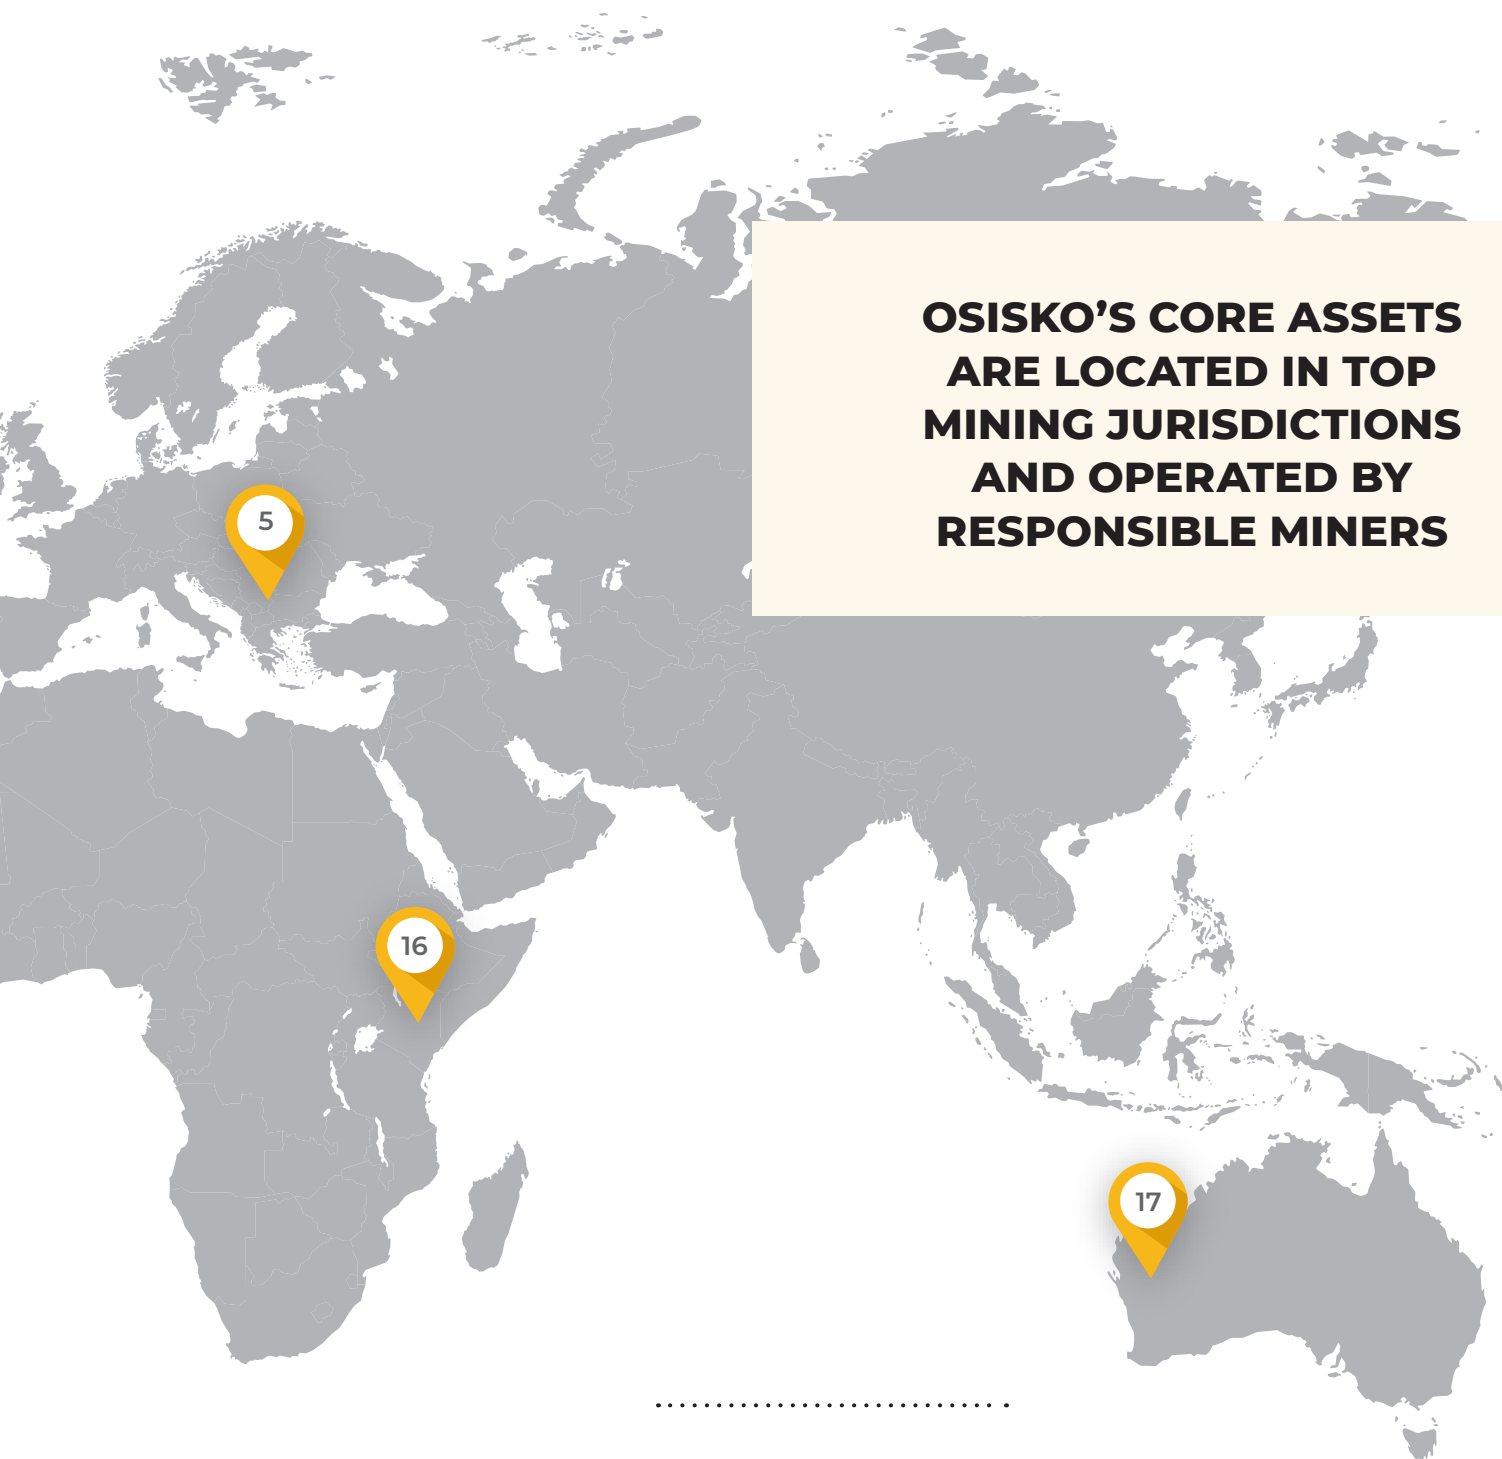 OSISKO’S CORE ASSETS
ARE LOCATED IN TOP
MINING JURISDICTIONS
AND OPERATED BY
RESPONSIBLE MINERS
5
16
17